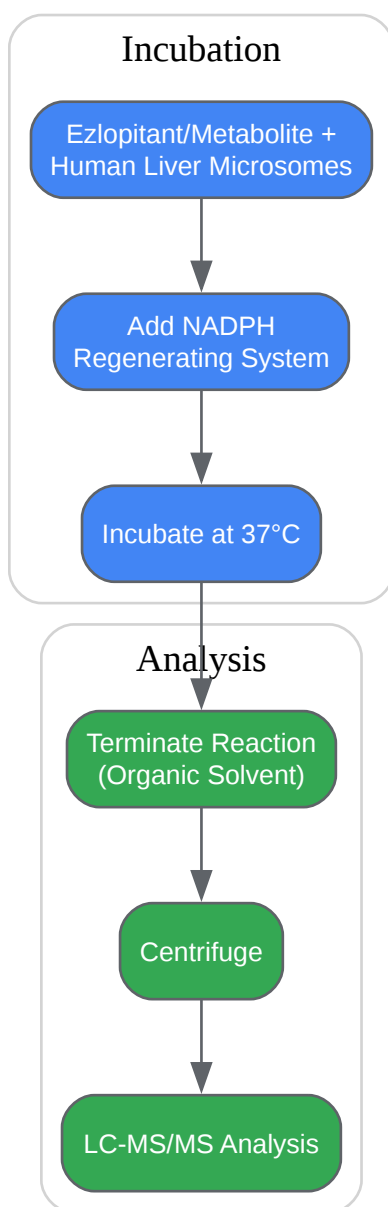 Incubation
Ezlopitant/Metabolite +
Human Liver Microsomes
Add NADPH
Regenerating System
Incubate at 37°C
Analysis
Terminate Reaction
(Organic Solvent)
Centrifuge
LC-MS/MS Analysis